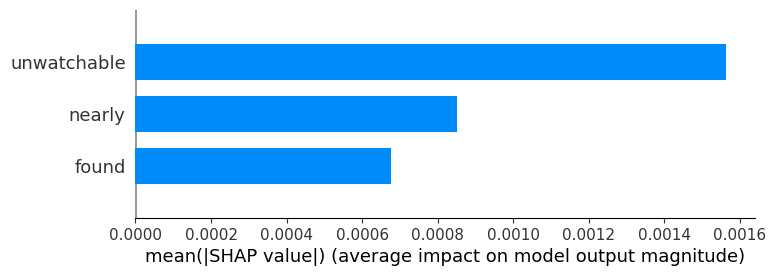 unwatchable
nearly
found
0.0000 0.0002 0.0004 0.0006 0.0008 0.0010 0.0012 0.0014 0.0016
mean(|SHAP value|) (average impact on model output magnitude)